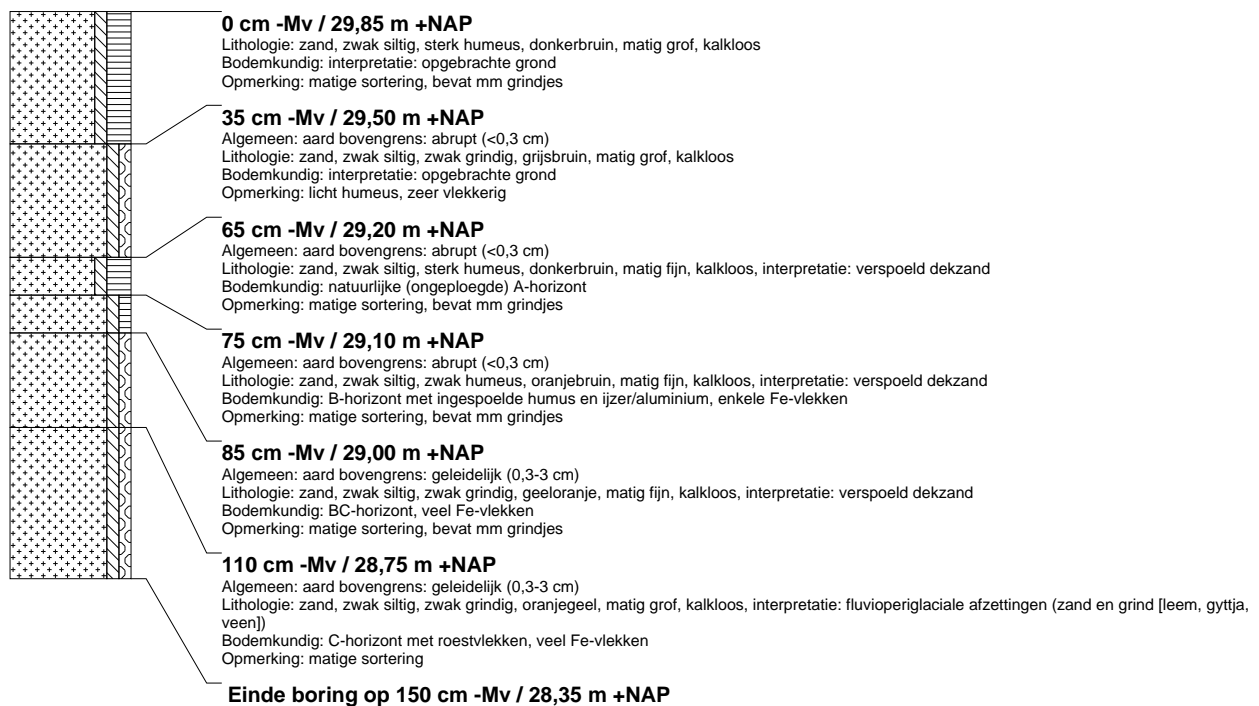 0 cm -Mv / 29,85 m +NAP
Lithologie: zand, zwak siltig, sterk humeus, donkerbruin, matig grof, kalkloos
Bodemkundig: interpretatie: opgebrachte grond
Opmerking: matige sortering, bevat mm grindjes
35 cm -Mv / 29,50 m +NAP
Algemeen: aard bovengrens: abrupt (<0,3 cm)
Lithologie: zand, zwak siltig, zwak grindig, grijsbruin, matig grof, kalkloos
Bodemkundig: interpretatie: opgebrachte grond
Opmerking: licht humeus, zeer vlekkerig
65 cm -Mv / 29,20 m +NAP
Algemeen: aard bovengrens: abrupt (<0,3 cm)
Lithologie: zand, zwak siltig, sterk humeus, donkerbruin, matig fijn, kalkloos, interpretatie: verspoeld dekzand
Bodemkundig: natuurlijke (ongeploegde) A-horizont
Opmerking: matige sortering, bevat mm grindjes
75 cm -Mv / 29,10 m +NAP
Algemeen: aard bovengrens: abrupt (<0,3 cm)
Lithologie: zand, zwak siltig, zwak humeus, oranjebruin, matig fijn, kalkloos, interpretatie: verspoeld dekzand
Bodemkundig: B-horizont met ingespoelde humus en ijzer/aluminium, enkele Fe-vlekken
Opmerking: matige sortering, bevat mm grindjes
85 cm -Mv / 29,00 m +NAP
Algemeen: aard bovengrens: geleidelijk (0,3-3 cm)
Lithologie: zand, zwak siltig, zwak grindig, geeloranje, matig fijn, kalkloos, interpretatie: verspoeld dekzand
Bodemkundig: BC-horizont, veel Fe-vlekken
Opmerking: matige sortering, bevat mm grindjes
110 cm -Mv / 28,75 m +NAP
Algemeen: aard bovengrens: geleidelijk (0,3-3 cm)
Lithologie: zand, zwak siltig, zwak grindig, oranjegeel, matig grof, kalkloos, interpretatie: fluvioperiglaciale afzettingen (zand en grind [leem, gyttja,
veen])
Bodemkundig: C-horizont met roestvlekken, veel Fe-vlekken
Opmerking: matige sortering
Einde boring op 150 cm -Mv / 28,35 m +NAP